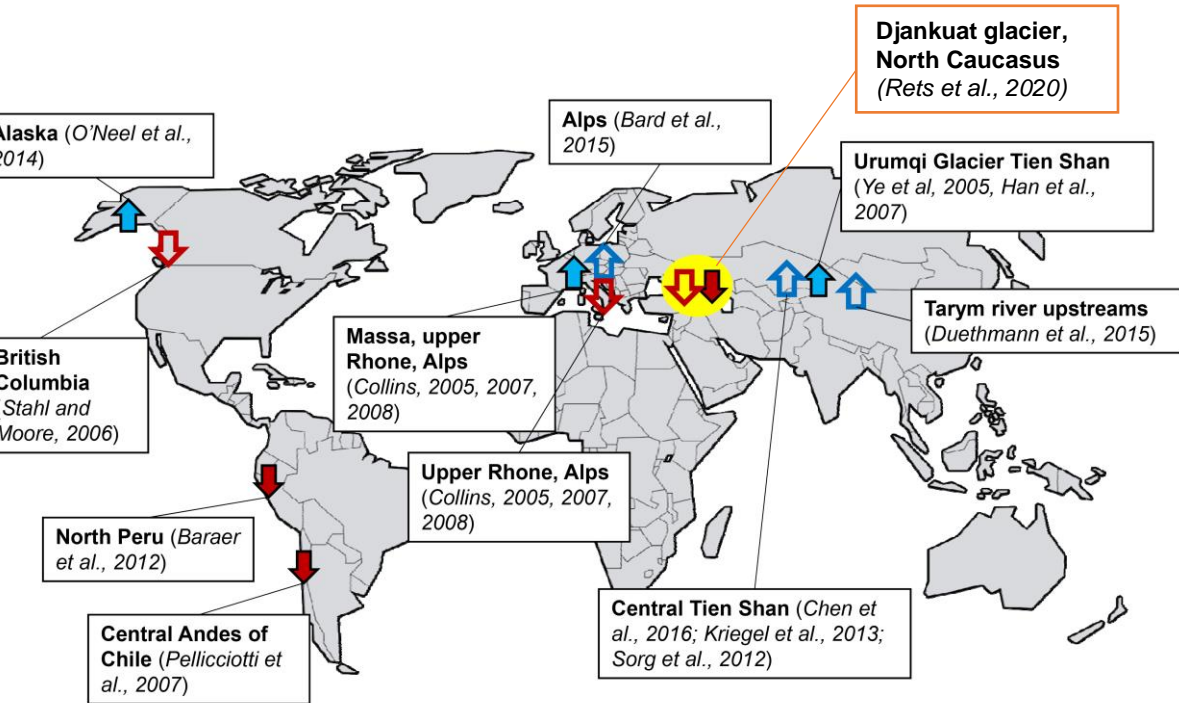 Djankuat glacier,
North Caucasus
(Rets et al., 2020)
Alaska (O'Neel et al.,
2014)
Alps (Bard et al.,
2015)
Urumqi Glacier Tien Shan
(Ye et al, 2005, Han et al.,
2007)
Tarym river upstreams
(Duethmann et al., 2015)
Massa, upper
Rhone, Alps
(Collins, 2005, 2007,
2008)
British
Columbia
(Stahl and
Moore, 2006)
Upper Rhone, Alps
(Collins, 2005, 2007,
2008)
North Peru (Baraer
et al., 2012)
Central Tien Shan (Chen et
al., 2016; Kriegel et al., 2013;
Sorg et al., 2012)
Central Andes of
Chile (Pellicciotti et
al., 2007)